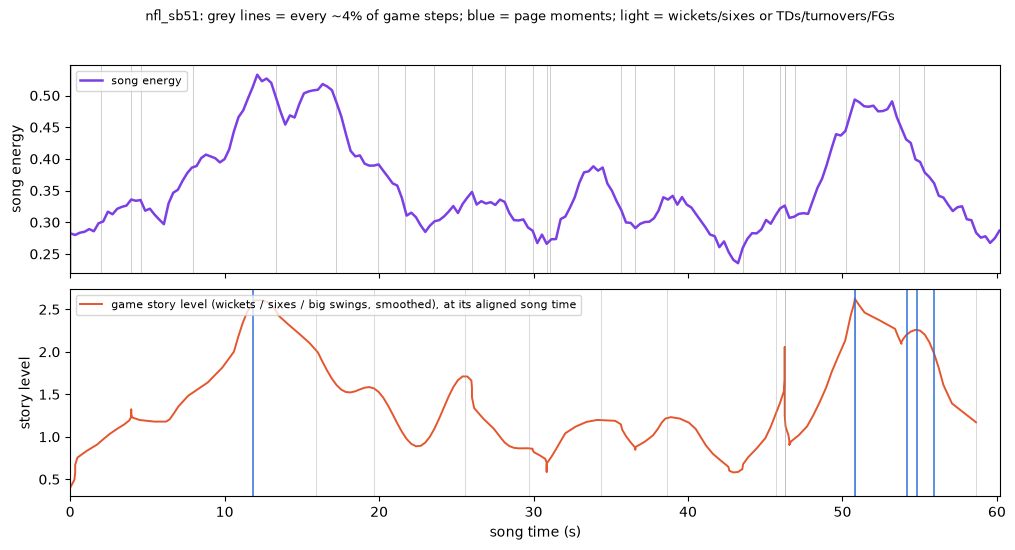 nfl_sb51: grey lines = every ~4% of game steps; blue = page moments; light = wickets/sixes or TDs/turnovers/FGs
song energy
0.50
0.45
0.40
0.35
0.30
0.25
song energy
game story level (wickets / sixes / big swings, smoothed), at its aligned song time
2.5
2.0
1.5
1.0
0.5
story level
0 10 20 30 40 50 60
song time (s)